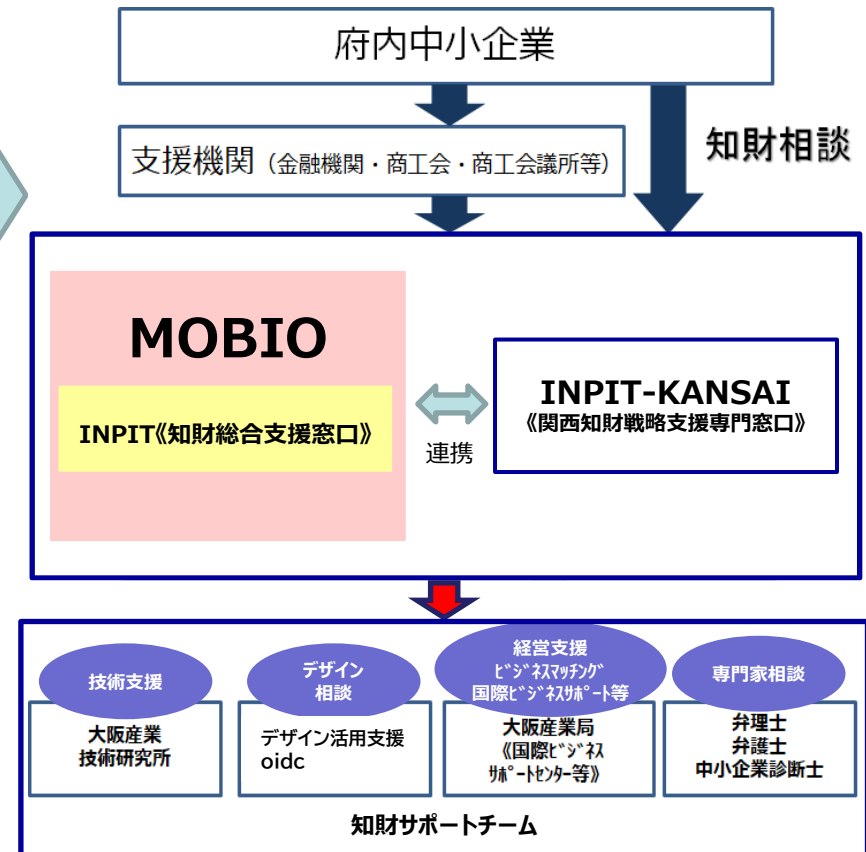 府内中小企業
支援機関（金融機関・商工会・商工会議所等）
知財相談
MOBIO
INPIT《知財総合支援窓口》
連携
INPIT-KANSAI
《関西知財戦略支援専門窓口》
技術支援
大阪産業
技術研究所
デザイン
相談
デザイン活用支援
oidc
経営支援
ﾋﾞｼﾞﾈｽﾏｯﾁﾝｸﾞ
国際ﾋﾞｼﾞﾈｽｻﾎﾟｰﾄ等
大阪産業局
《国際ﾋﾞｼﾞﾈｽ
ｻﾎﾟｰﾄｾﾝﾀｰ等》
専門家相談
弁理士
弁護士
中小企業診断士
知財サポートチーム